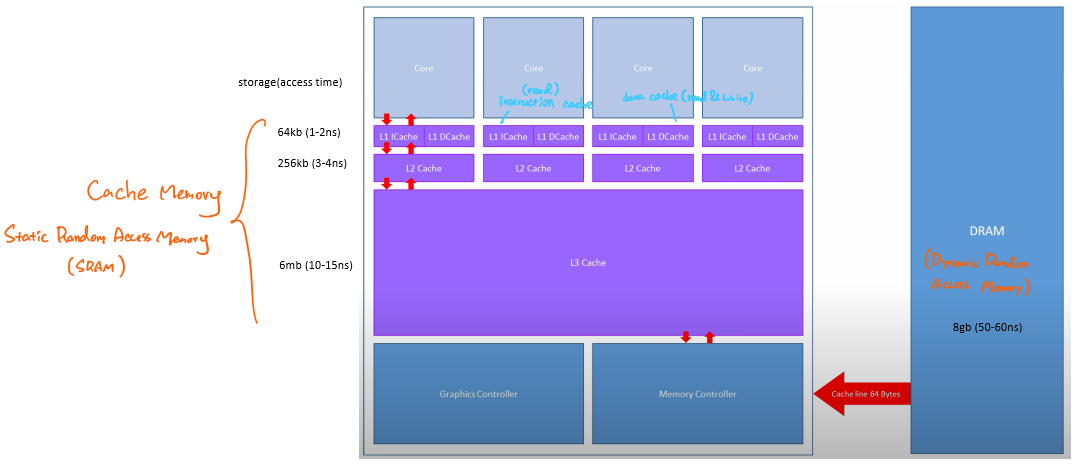 Core
Core
Core
Core
storage(access time)
(read)
instruction cache
data cache (read & write)
64kb (1-2ns)
L1 ICache
L1 DCache
L1 ICache
L1 DCache
L1 ICache
L1 DCache
L1 ICache
L1 DCache
256kb (3-4ns)
L2 Cache
L2 Cache
L2 Cache
L2 Cache
Cache Memory
Static Random Access Memory
(SRAM)
6mb (10-15ns)
L3 Cache
DRAM
(Dynamic Random
Access Memory)
8gb (50-60ns)
Graphics Controller
Memory Controller
Cache line 64 Bytes